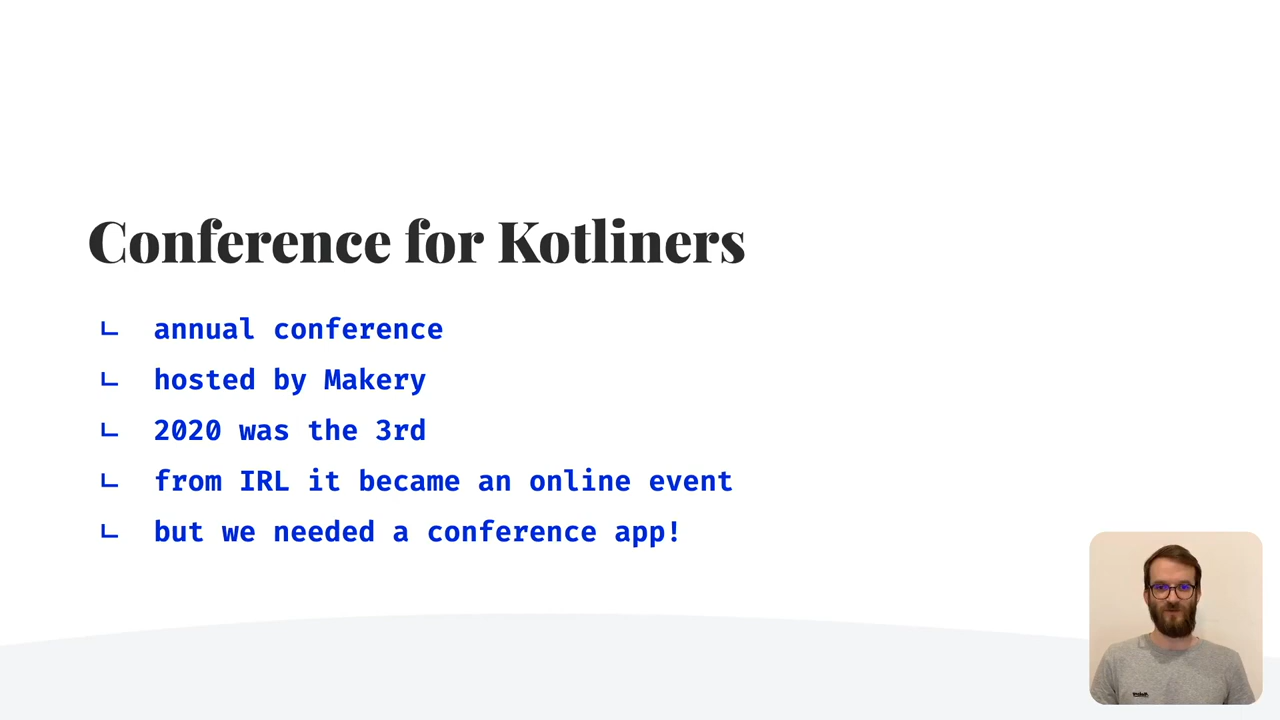 Conference for Kotliners
annual conference
hosted by Makery
2020 was the 3rd
from IRL it became an online event
but we needed a conference app!